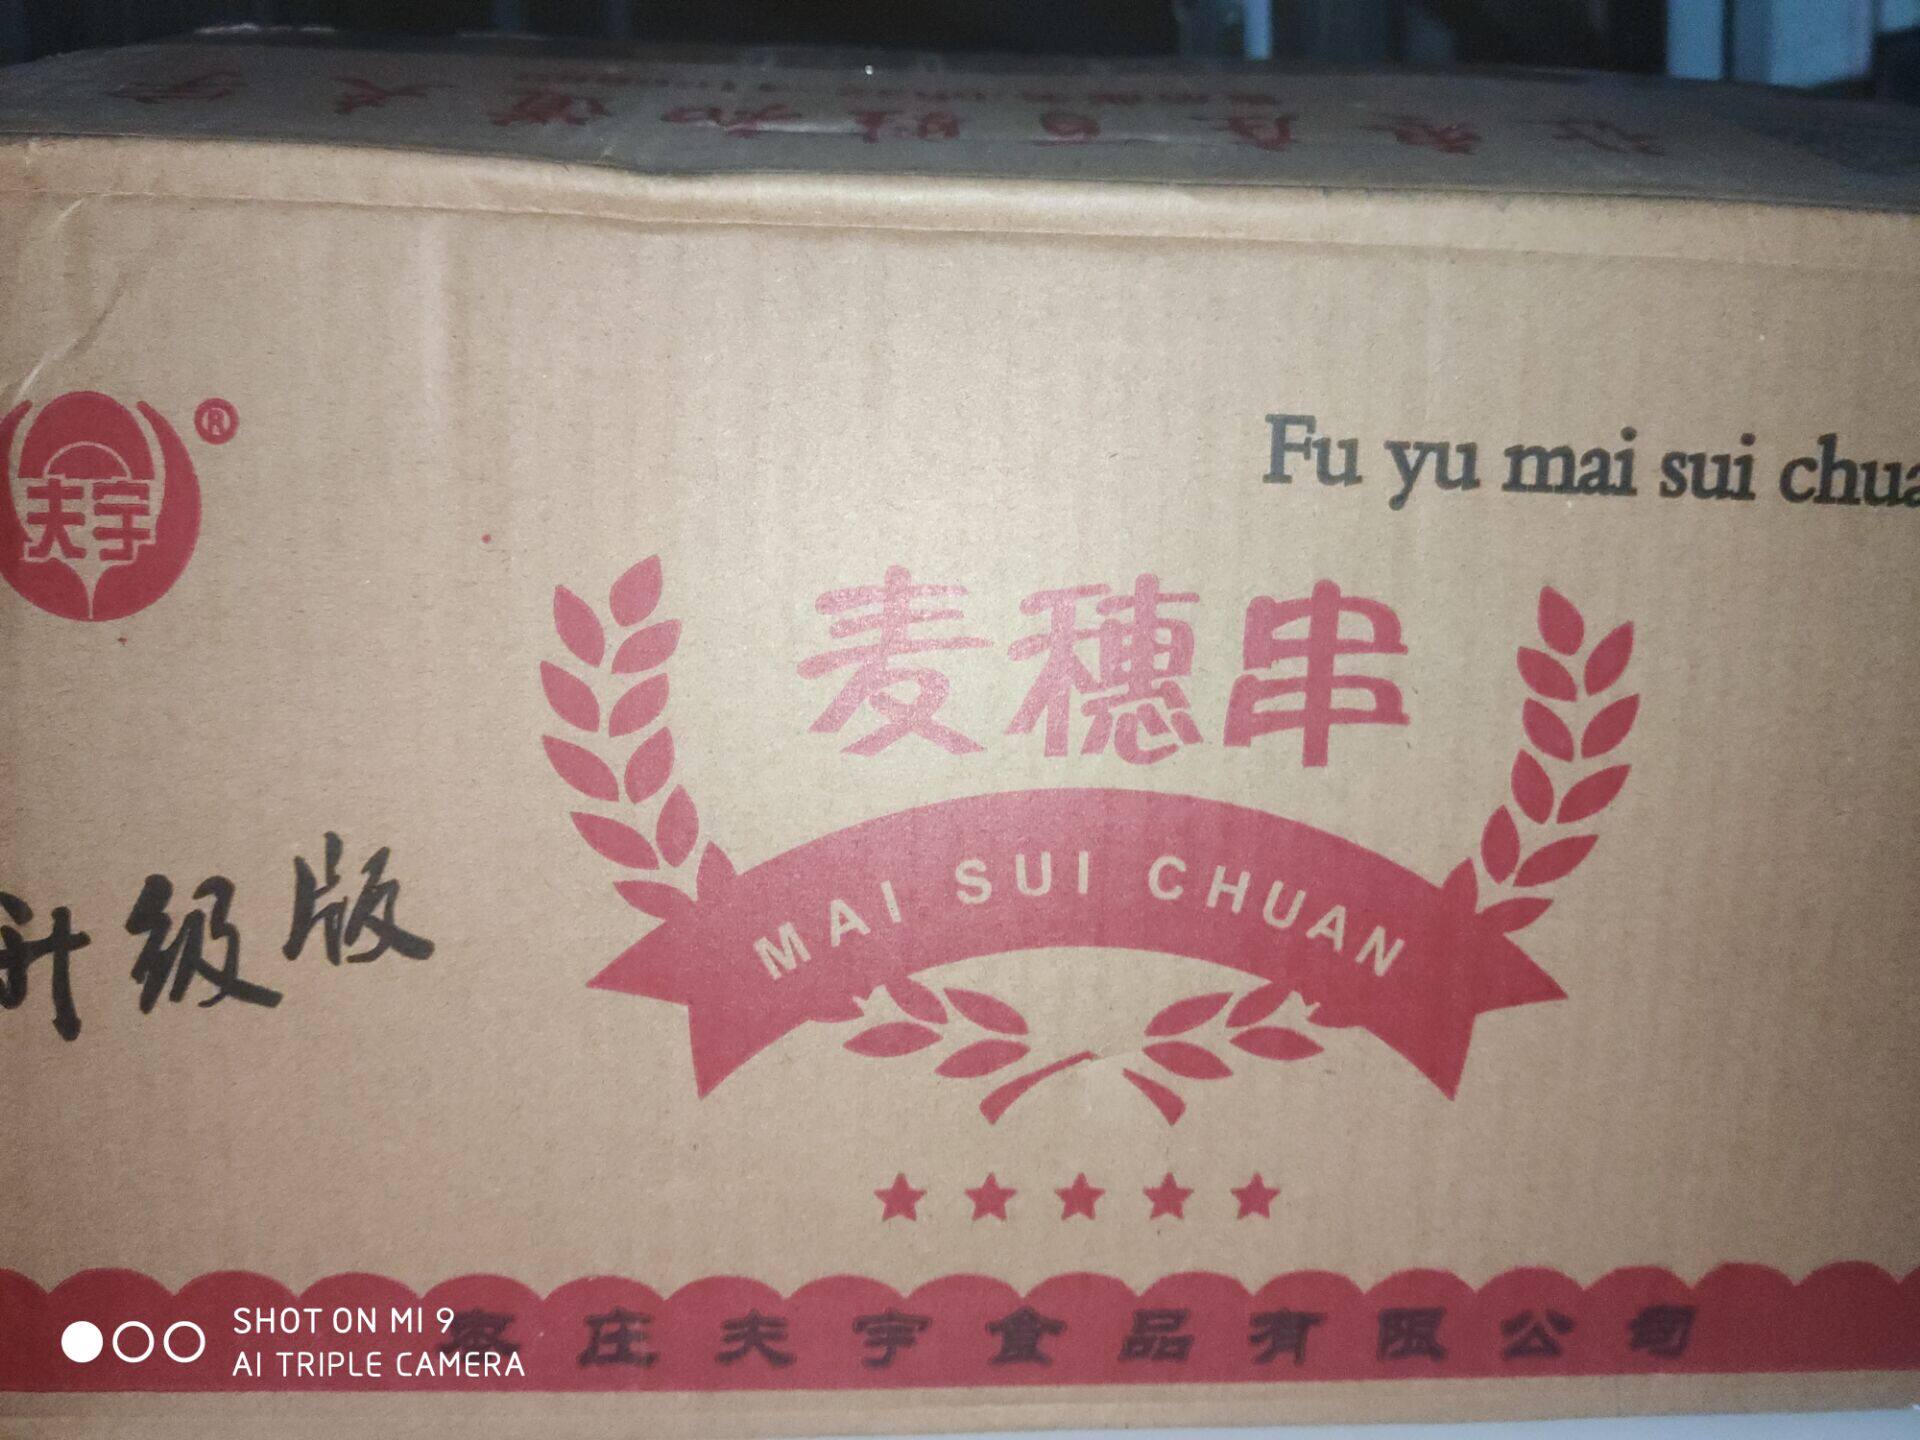 夫宇
®
Fu yu mai sui chua
麦穗串
MAI SUI CHUAN
升级版
枣庄夫宇食品有限公司
SHOT ON MI 9
AI TRIPLE CAMERA